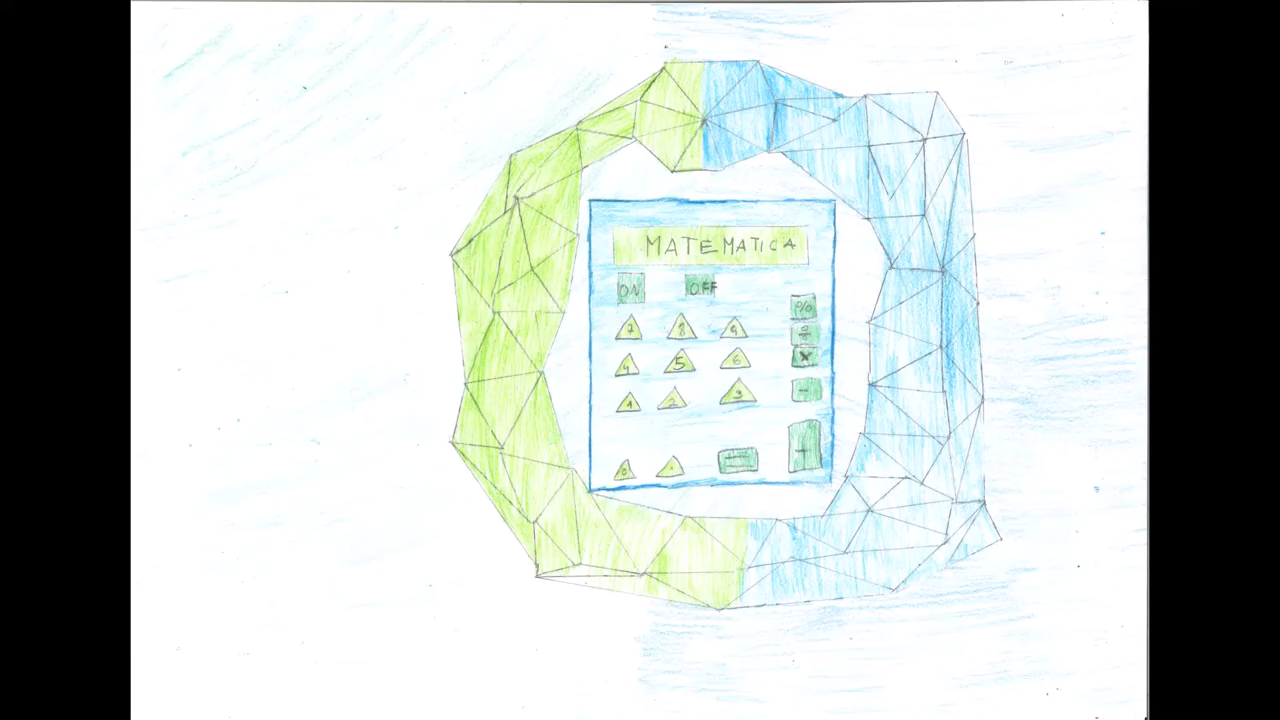 MATEMATICA
ON OFF
%
7 8 9 ÷
4 5 6 ×
1 2 3 -
0 . = +